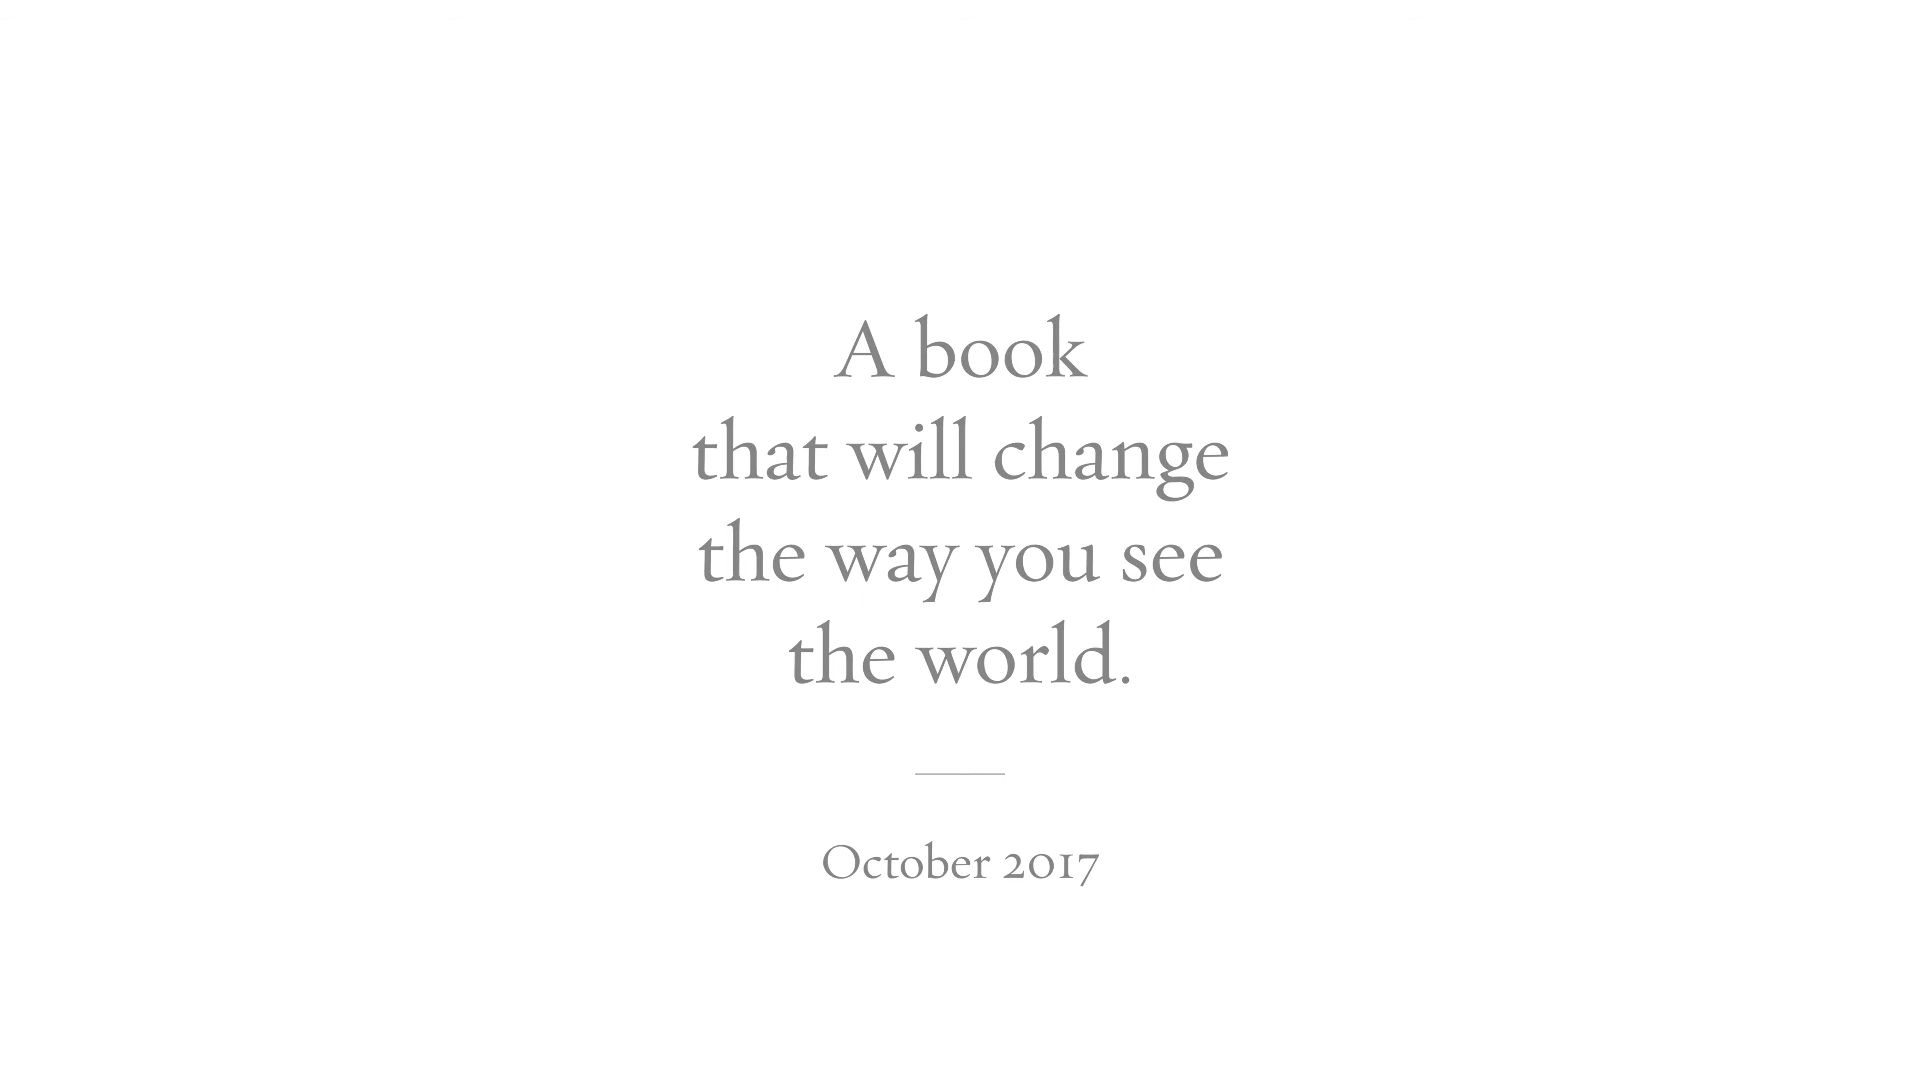 A book
that will change
the way you see
the world.
October 2017